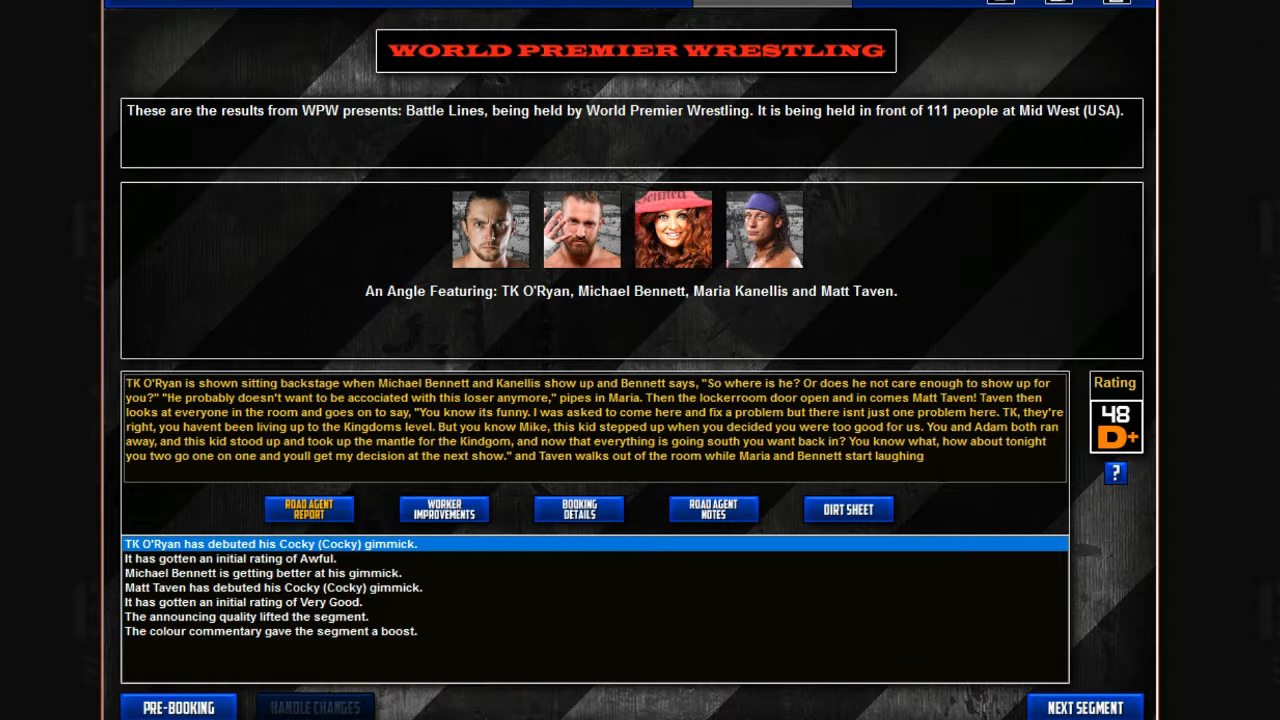 WORLD PREMIER WRESTLING
These are the results from WPW presents: Battle Lines, being held by World Premier Wrestling. It is being held in front of 111 people at Mid West (USA).
An Angle Featuring: TK O'Ryan, Michael Bennett, Maria Kanellis and Matt Taven.
TK O'Ryan is shown sitting backstage when Michael Bennett and Kanellis show up and Bennett says, "So where is he? Or does he not care enough to show up for
you?" "He probably doesn't want to be accociated with this loser anymore," pipes in Maria. Then the lockerroom door open and in comes Matt Taven! Taven then
looks at everyone in the room and goes on to say, "You know its funny. I was asked to come here and fix a problem but there isnt just one problem here. TK, they're
right, you havent been living up to the Kingdoms level. But you know Mike, this kid stepped up when you decided you were too good for us. You and Adam both ran
away, and this kid stood up and took up the mantle for the Kindgom, and now that everything is going south you want back in? You know what, how about tonight
you two go one on one and youll get my decision at the next show." and Taven walks out of the room while Maria and Bennett start laughing
Rating
48
D+
?
ROAD AGENT REPORT
WORKER IMPROVEMENTS
BOOKING DETAILS
ROAD AGENT NOTES
DIRT SHEET
TK O'Ryan has debuted his Cocky (Cocky) gimmick.
It has gotten an initial rating of Awful.
Michael Bennett is getting better at his gimmick.
Matt Taven has debuted his Cocky (Cocky) gimmick.
It has gotten an initial rating of Very Good.
The announcing quality lifted the segment.
The colour commentary gave the segment a boost.
PRE-BOOKING
HANDLE CHANGES
NEXT SEGMENT